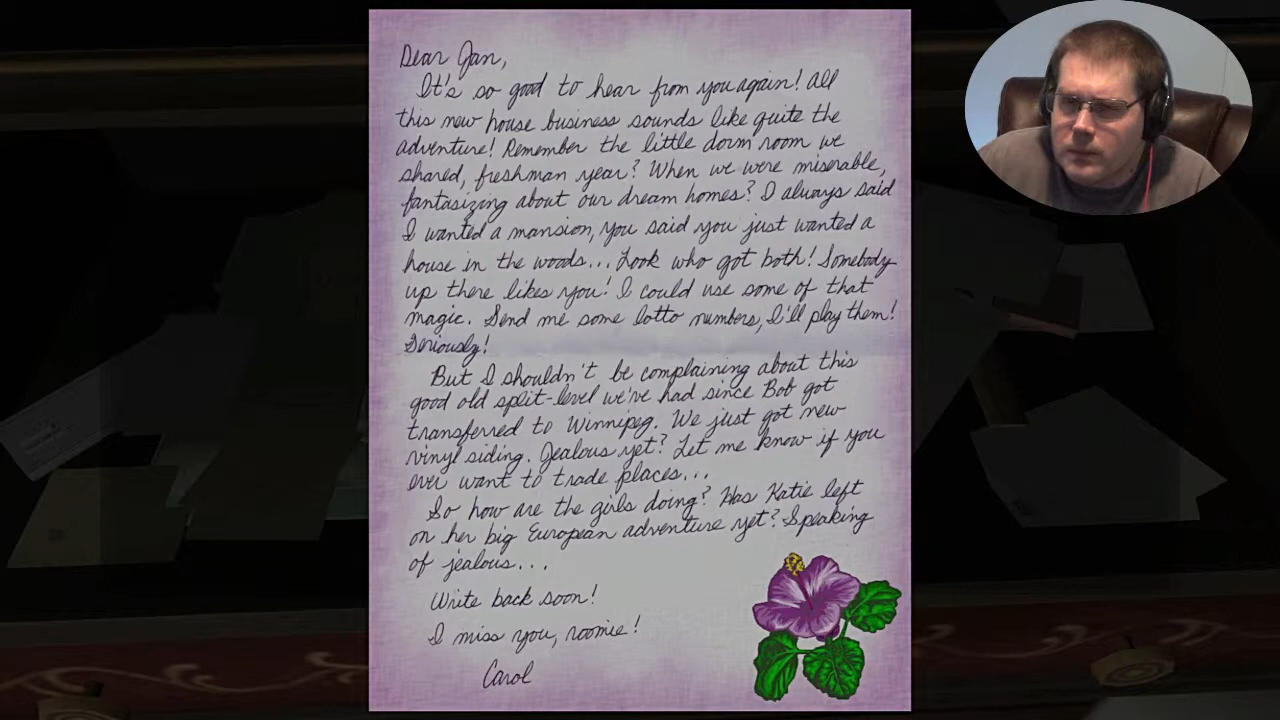 Dear Jan,
It's so good to hear from you again! All
this new house business sounds like quite the
adventure! Remember the little dorm room we
shared, freshman year? When we were miserable,
fantasizing about our dream homes? I always said
I wanted a mansion, you said you just wanted a
house in the woods... Look who got both! Somebody
up there likes you! I could use some of that
magic. Send me some lotto numbers, I'll play them!
Seriously!
But I shouldn't be complaining about this
good old split-level we've had since Bob got
transferred to Winnipeg. We just got new
vinyl siding. Jealous yet? Let me know if you
ever want to trade places...
So how are the girls doing? Has Katie left
on her big European adventure yet? Speaking
of jealous...
Write back soon!
I miss you, roomie!
Carol